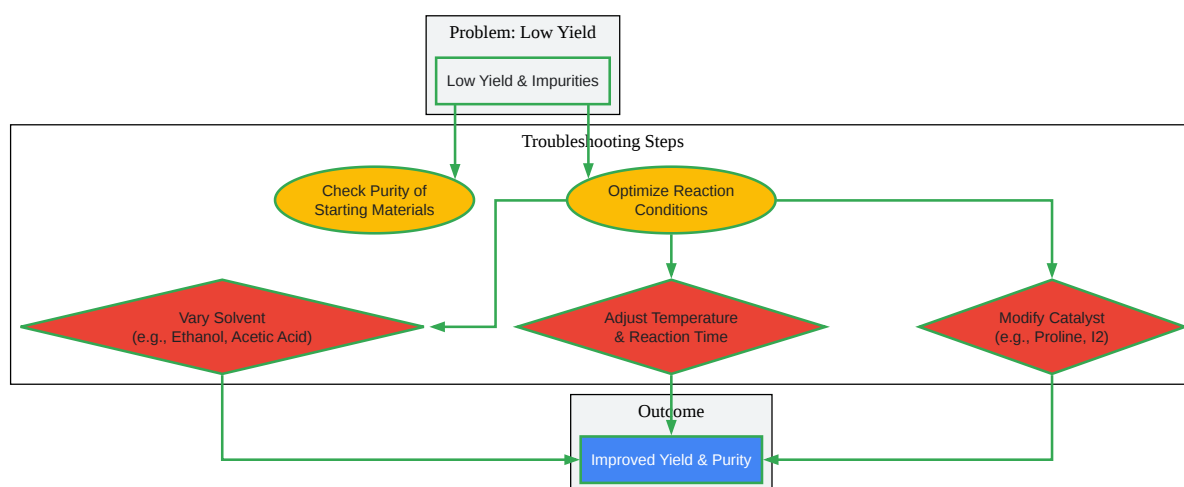 Problem: Low Yield
Low Yield & Impurities
Troubleshooting Steps
Check Purity of
Starting Materials
Optimize Reaction
Conditions
Vary Solvent
(e.g., Ethanol, Acetic Acid)
Adjust Temperature
& Reaction Time
Modify Catalyst
(e.g., Proline, I2)
Outcome
Improved Yield & Purity